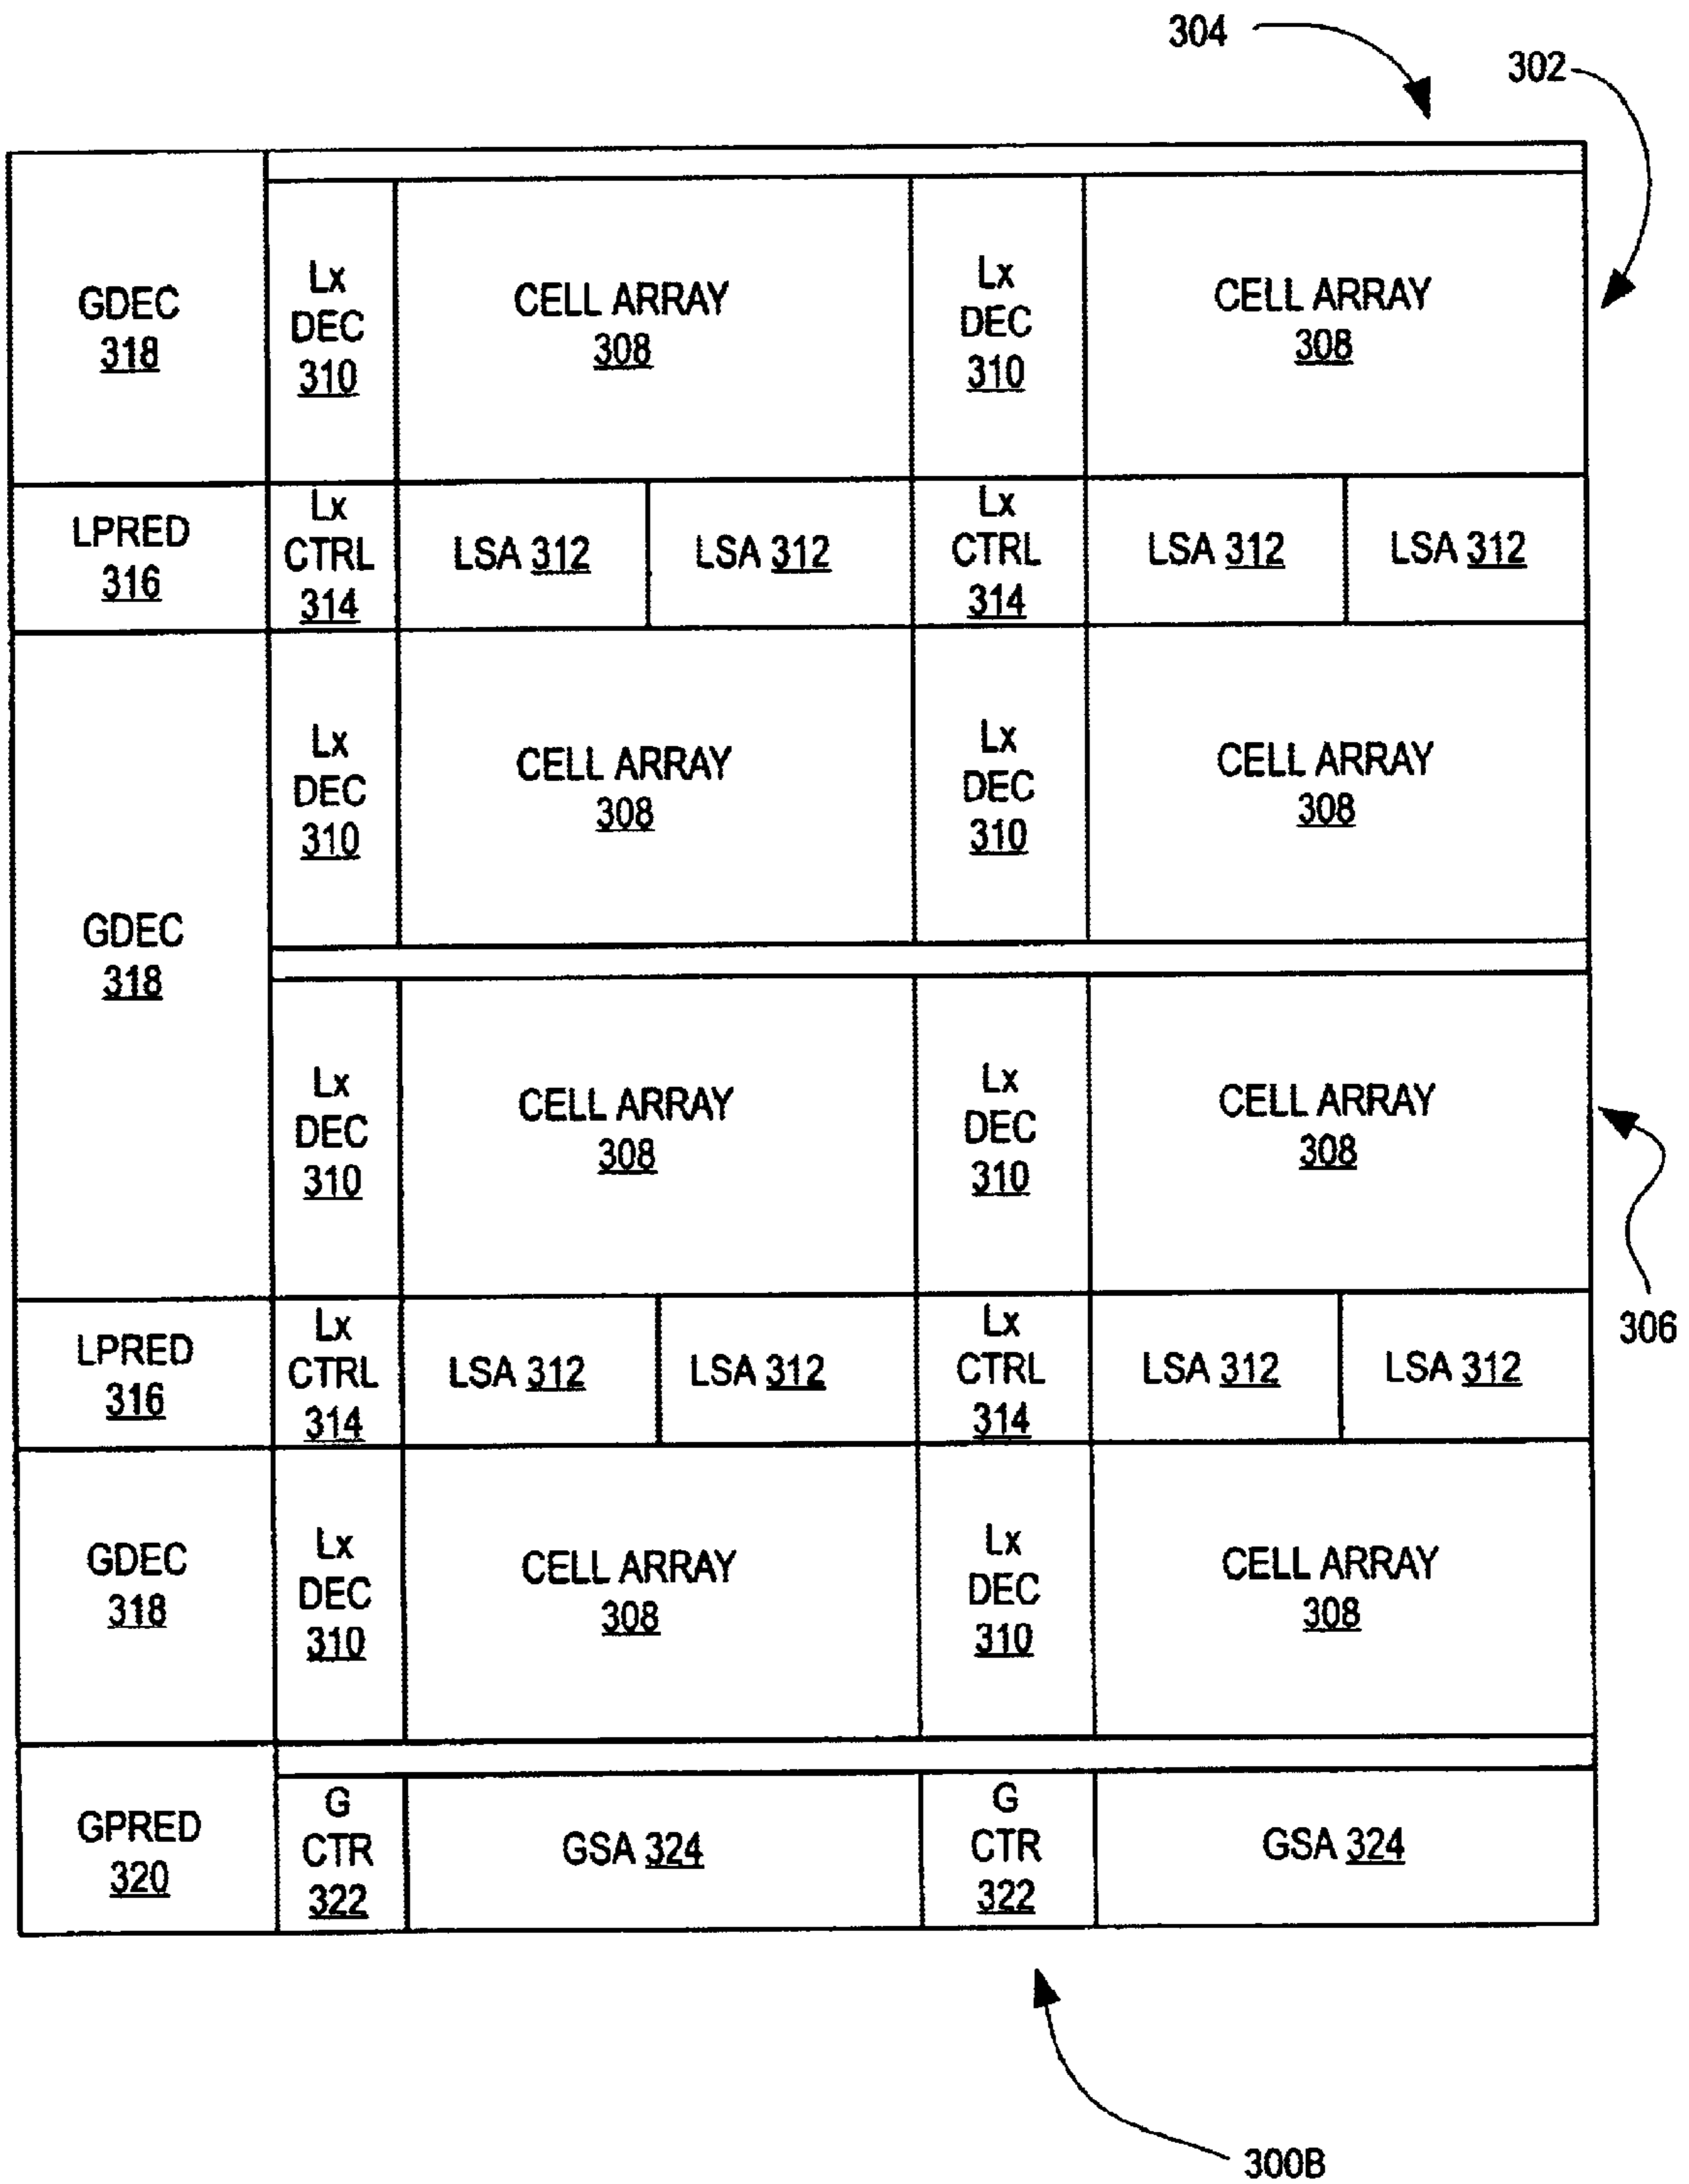 304
302
GDEC
318
Lx
DEC
310
CELL ARRAY
308
Lx
DEC
310
CELL ARRAY
308
LPRED
316
Lx
CTRL
314
LSA 312
LSA 312
Lx
CTRL
314
LSA 312
LSA 312
GDEC
318
Lx
DEC
310
CELL ARRAY
308
Lx
DEC
310
CELL ARRAY
308
Lx
DEC
310
CELL ARRAY
308
Lx
DEC
310
CELL ARRAY
308
306
LPRED
316
Lx
CTRL
314
LSA 312
LSA 312
Lx
CTRL
314
LSA 312
LSA 312
GDEC
318
Lx
DEC
310
CELL ARRAY
308
Lx
DEC
310
CELL ARRAY
308
GPRED
320
G
CTR
322
GSA 324
G
CTR
322
GSA 324
300B